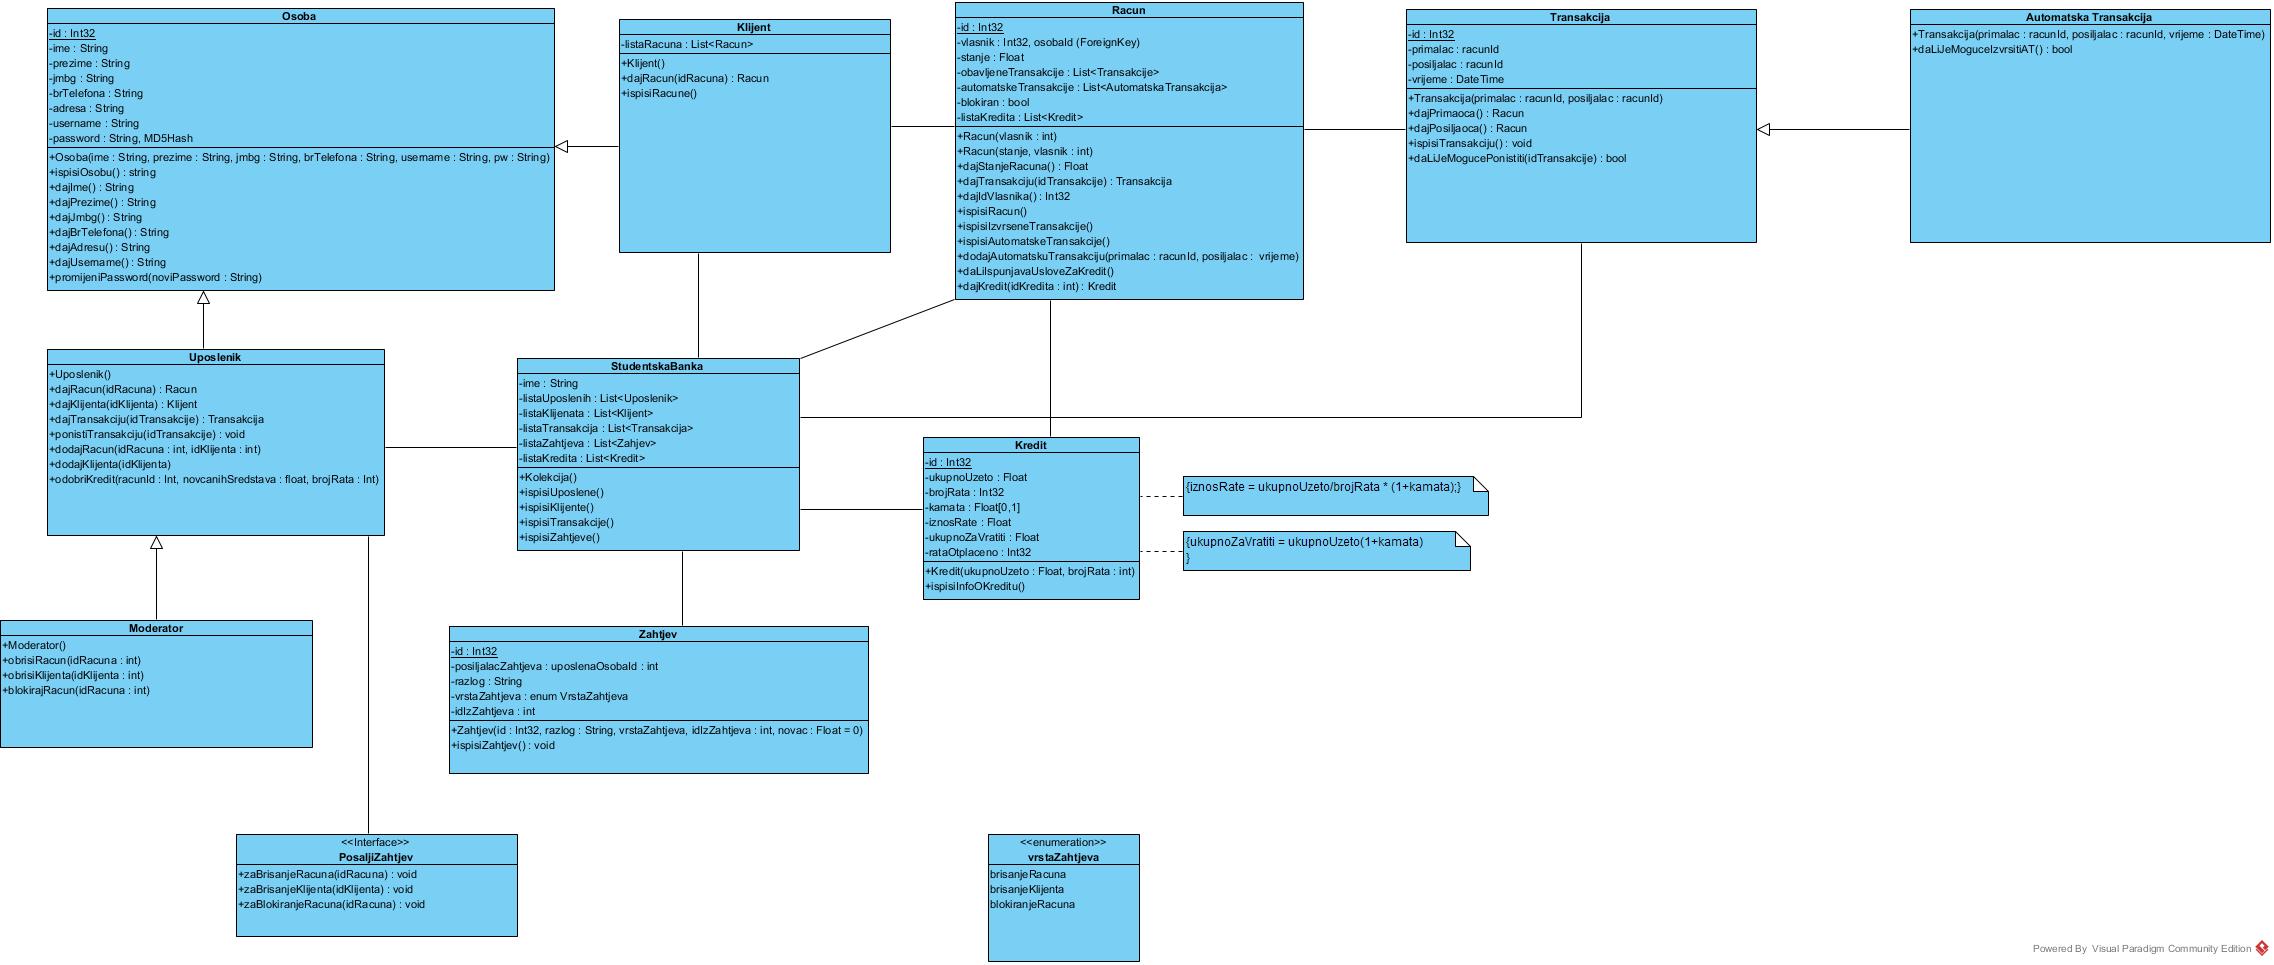 Osoba
-id : Int32
-ime : String
-prezime : String
-jmbg : String
-brTelefona : String
-adresa : String
-username : String
-password : String, MD5Hash
+Osoba(ime : String, prezime : String, jmbg : String, brTelefona : String, username : String, pw : String)
+ispisiOsobu() : string
+dajIme() : String
+dajPrezime() : String
+dajJmbg() : String
+dajBrTelefona() : String
+dajAdresu() : String
+dajUsername() : String
+promijeniPassword(noviPassword : String)
Klijent
-listaRacuna : List<Racun>
+Klijent()
+dajRacun(idRacuna) : Racun
+ispisiRacune()
Racun
-id : Int32
-vlasnik : Int32, osobaId (ForeignKey)
-stanje : Float
-obavljeneTransakcije : List<Transakcije>
-automatskeTransakcije : List<AutomatskaTransakcija>
-blokiran : bool
-listaKredita : List<Kredit>
+Racun(vlasnik : int)
+Racun(stanje, vlasnik : int)
+dajStanjeRacuna() : Float
+dajTransakciju(idTransakcije) : Transakcija
+dajIdVlasnika() : Int32
+ispisiRacun()
+ispisiIzvrseneTransakcije()
+ispisiAutomatskeTransakcije()
+dodajAutomatskuTransakciju(primalac : racunId, posiljalac :  vrijeme)
+daLiIspunjavaUsloveZaKredit()
+dajKredit(idKredita : int) : Kredit
Transakcija
-id : Int32
-primalac : racunId
-posiljalac : racunId
-vrijeme : DateTime
+Transakcija(primalac : racunId, posiljalac : racunId)
+dajPrimaoca() : Racun
+dajPosiljaoca() : Racun
+ispisiTransakciju() : void
+daLiJeMogucePonistiti(idTransakcije) : bool
Automatska Transakcija
+Transakcija(primalac : racunId, posiljalac : racunId, vrijeme : DateTime)
+daLiJeMoguceIzvrsitiAT() : bool
Uposlenik
+Uposlenik()
+dajRacun(idRacuna) : Racun
+dajKlijenta(idKlijenta) : Klijent
+dajTransakciju(idTransakcije) : Transakcija
+ponistiTransakciju(idTransakcije) : void
+dodajRacun(idRacuna : int, idKlijenta : int)
+dodajKlijenta(idKlijenta)
+odobriKredit(racunId : Int, novcanihSredstava : float, brojRata : Int)
StudentskaBanka
-ime : String
-listaUposlenih : List<Uposlenik>
-listaKlijenata : List<Klijent>
-listaTransakcija : List<Transakcija>
-listaZahtjeva : List<Zahjev>
-listaKredita : List<Kredit>
+Kolekcija()
+ispisiUposlene()
+ispisiKlijente()
+ispisiTransakcije()
+ispisiZahtjeve()
Kredit
-id : Int32
-ukupnoUzeto : Float
-brojRata : Int32
-kamata : Float[0,1]
-iznosRate : Float
-ukupnoZaVratiti : Float
-rataOtplaceno : Int32
+Kredit(ukupnoUzeto : Float, brojRata : int)
+ispisiInfoOKreditu()
{iznosRate = ukupnoUzeto/brojRata * (1+kamata);}
{ukupnoZaVratiti = ukupnoUzeto(1+kamata)
}
Moderator
+Moderator()
+obrisiRacun(idRacuna : int)
+obrisiKlijenta(idKlijenta : int)
+blokirajRacun(idRacuna : int)
Zahtjev
-id : Int32
-posiljalacZahtjeva : uposlenaOsobaId : int
-razlog : String
-vrstaZahtjeva : enum VrstaZahtjeva
-idIzZahtjeva : int
+Zahtjev(id : Int32, razlog : String, vrstaZahtjeva, idIzZahtjeva : int, novac : Float = 0)
+ispisiZahtjev() : void
<<Interface>>
PosaljiZahtjev
+zaBrisanjeRacuna(idRacuna) : void
+zaBrisanjeKlijenta(idKlijenta) : void
+zaBlokiranjeRacuna(idRacuna) : void
<<enumeration>>
vrstaZahtjeva
brisanjeRacuna
brisanjeKlijenta
blokiranjeRacuna
Powered By Visual Paradigm Community Edition